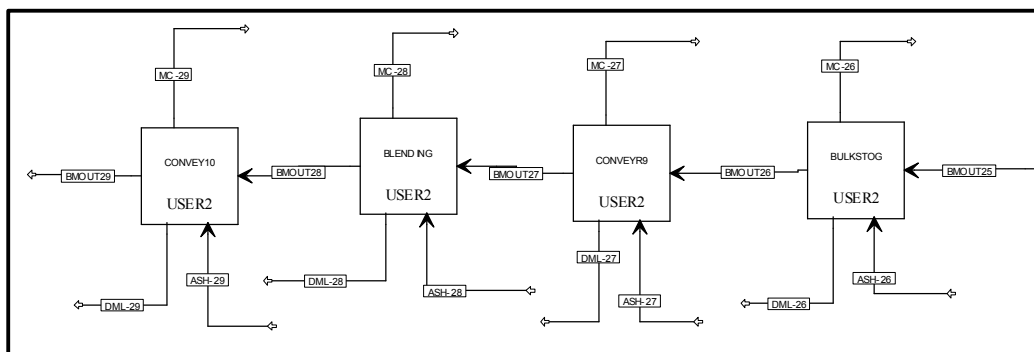 MC-29
MC-28
MC-27
MC-26
CONVEY10
USER2
BLENDING
USER2
CONVEYR9
USER2
BULKSTOG
USER2
BMOUT29
BMOUT28
BMOUT27
BMOUT26
BMOUT25
DML-29
ASH-29
DML-28
ASH-28
DML-27
ASH-27
DML-26
ASH-26